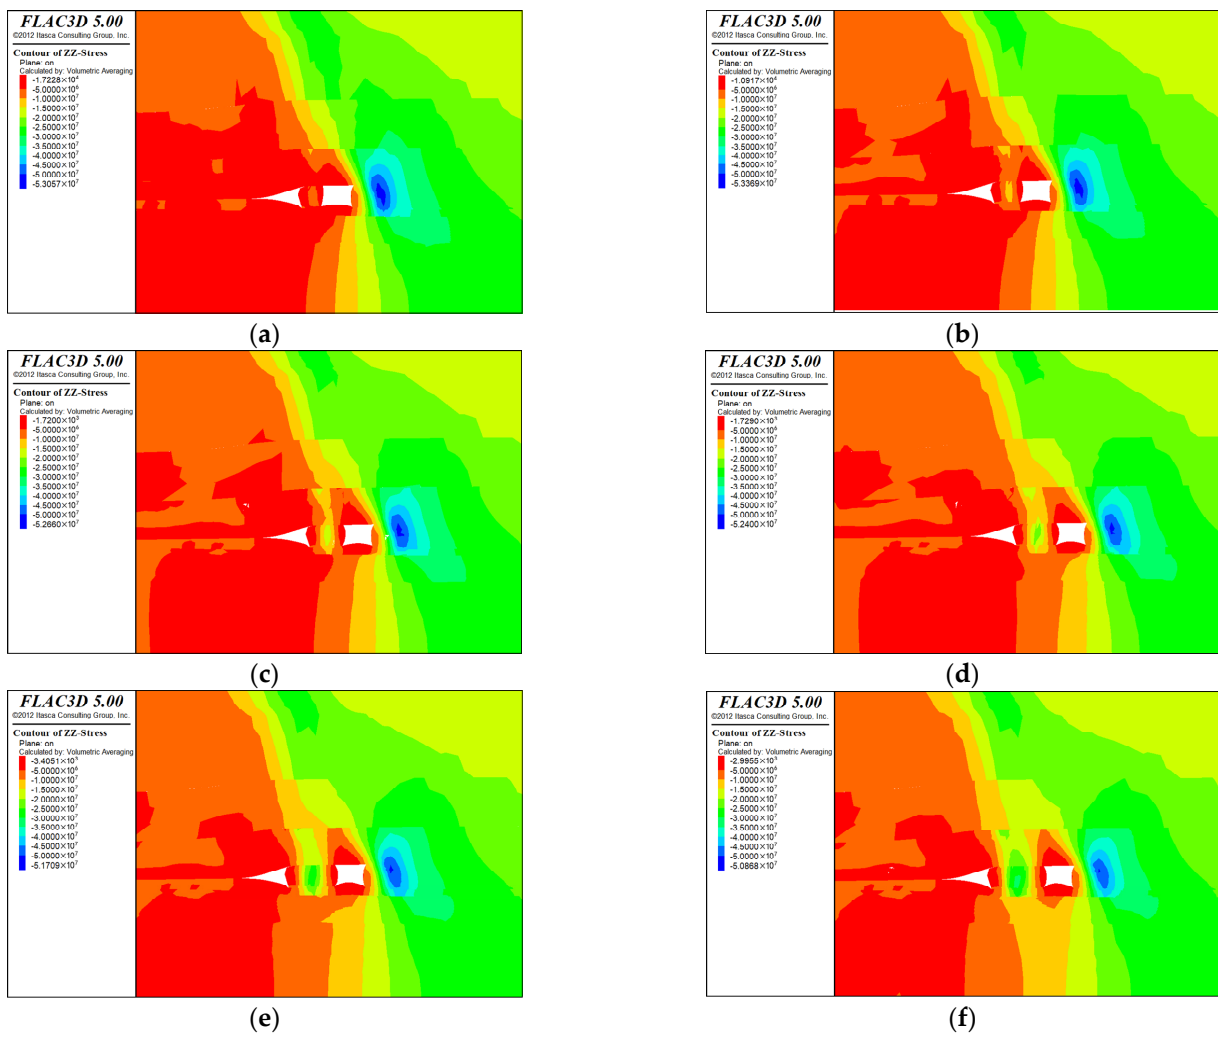 FLAC3D 5.00
©2012 Itasca Consulting Group, Inc.
Contour of ZZ-Stress
Plane: on
Calculated by: Volumetric Averaging
-1.7228×10⁴
-5.0000×10⁶
-1.0000×10⁷
-1.5000×10⁷
-2.0000×10⁷
-2.5000×10⁷
-3.0000×10⁷
-3.5000×10⁷
-4.0000×10⁷
-4.5000×10⁷
-5.0000×10⁷
-5.3057×10⁷
(a)
FLAC3D 5.00
©2012 Itasca Consulting Group, Inc.
Contour of ZZ-Stress
Plane: on
Calculated by: Volumetric Averaging
-1.0917×10⁴
-5.0000×10⁶
-1.0000×10⁷
-1.5000×10⁷
-2.0000×10⁷
-2.5000×10⁷
-3.0000×10⁷
-3.5000×10⁷
-4.0000×10⁷
-4.5000×10⁷
-5.0000×10⁷
-5.3369×10⁷
(b)
FLAC3D 5.00
©2012 Itasca Consulting Group, Inc.
Contour of ZZ-Stress
Plane: on
Calculated by: Volumetric Averaging
-5.0000×10⁶
-1.0000×10⁷
-1.5000×10⁷
-2.0000×10⁷
-2.5000×10⁷
-3.0000×10⁷
-3.5000×10⁷
-4.0000×10⁷
-4.5000×10⁷
-5.0000×10⁷
-5.2660×10⁷
(c)
FLAC3D 5.00
©2012 Itasca Consulting Group, Inc.
Contour of ZZ-Stress
Plane: on
Calculated by: Volumetric Averaging
-5.0000×10⁶
-1.0000×10⁷
-1.5000×10⁷
-2.0000×10⁷
-2.5000×10⁷
-3.0000×10⁷
-3.5000×10⁷
-4.0000×10⁷
-4.5000×10⁷
-5.0000×10⁷
-5.2400×10⁷
(d)
FLAC3D 5.00
©2012 Itasca Consulting Group, Inc.
Contour of ZZ-Stress
Plane: on
Calculated by: Volumetric Averaging
-5.0000×10⁶
-1.0000×10⁷
-1.5000×10⁷
-2.0000×10⁷
-2.5000×10⁷
-3.0000×10⁷
-3.5000×10⁷
-4.0000×10⁷
-4.5000×10⁷
-5.0000×10⁷
-5.1709×10⁷
(e)
FLAC3D 5.00
©2012 Itasca Consulting Group, Inc.
Contour of ZZ-Stress
Plane: on
Calculated by: Volumetric Averaging
-5.0000×10⁶
-1.0000×10⁷
-1.5000×10⁷
-2.0000×10⁷
-2.5000×10⁷
-3.0000×10⁷
-3.5000×10⁷
-4.0000×10⁷
-4.5000×10⁷
-5.0000×10⁷
-5.0868×10⁷
(f)